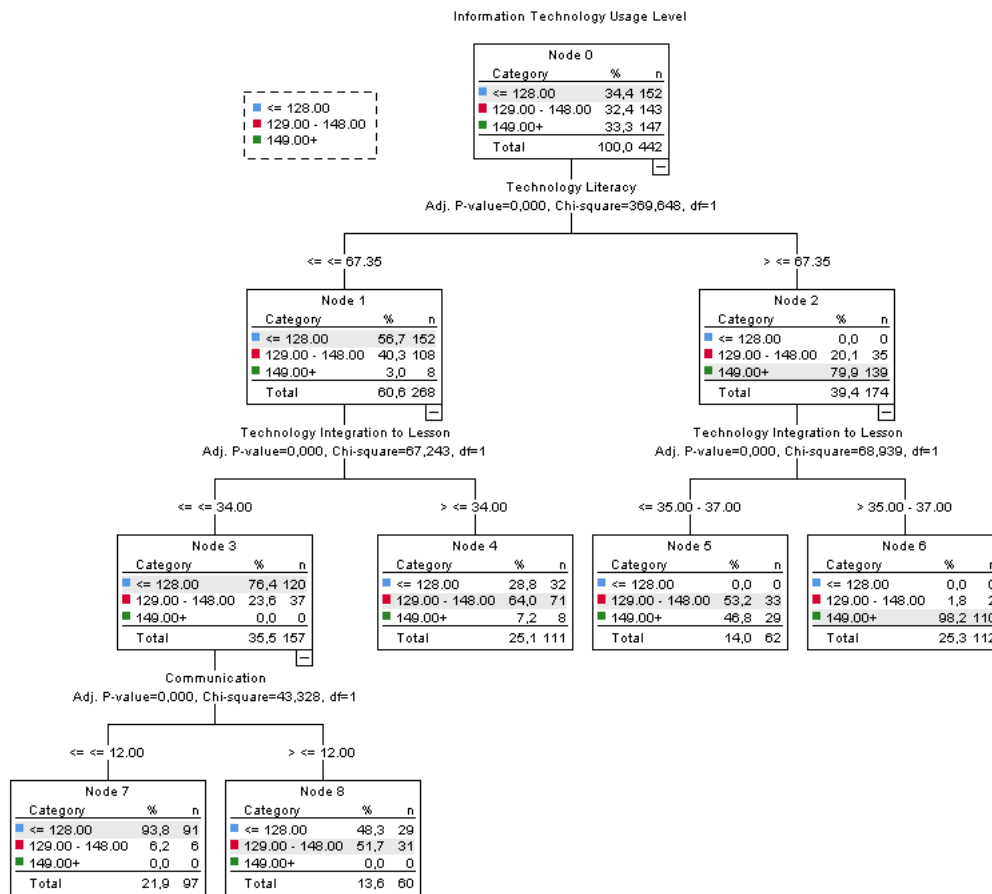 Information Technology Usage Level
Node 0
Category % n
<= 128.00 34,4 152
129.00 - 148.00 32,4 143
149.00+ 33,3 147
Total 100,0 442
<= 128.00
129.00 - 148.00
149.00+
Technology Literacy
Adj. P-value=0,000, Chi-square=369,648, df=1
<= <= 67.35
> <= 67.35
Node 1
Category % n
<= 128.00 56,7 152
129.00 - 148.00 40,3 108
149.00+ 3,0 8
Total 60,6 268
Node 2
Category % n
<= 128.00 0,0 0
129.00 - 148.00 20,1 35
149.00+ 79,9 139
Total 39,4 174
Technology Integration to Lesson
Adj. P-value=0,000, Chi-square=67,243, df=1
Technology Integration to Lesson
Adj. P-value=0,000, Chi-square=68,939, df=1
<= <= 34.00
> <= 34.00
<= 35.00 - 37.00
> 35.00 - 37.00
Node 3
Category % n
<= 128.00 76,4 120
129.00 - 148.00 23,6 37
149.00+ 0,0 0
Total 35,5 157
Node 4
Category % n
<= 128.00 28,8 32
129.00 - 148.00 64,0 71
149.00+ 7,2 8
Total 25,1 111
Node 5
Category % n
<= 128.00 0,0 0
129.00 - 148.00 53,2 33
149.00+ 46,8 29
Total 14,0 62
Node 6
Category % n
<= 128.00 0,0 0
129.00 - 148.00 1,8 2
149.00+ 98,2 110
Total 25,3 112
Communication
Adj. P-value=0,000, Chi-square=43,328, df=1
<= <= 12.00
> <= 12.00
Node 7
Category % n
<= 128.00 93,8 91
129.00 - 148.00 6,2 6
149.00+ 0,0 0
Total 21,9 97
Node 8
Category % n
<= 128.00 48,3 29
129.00 - 148.00 51,7 31
149.00+ 0,0 0
Total 13,6 60